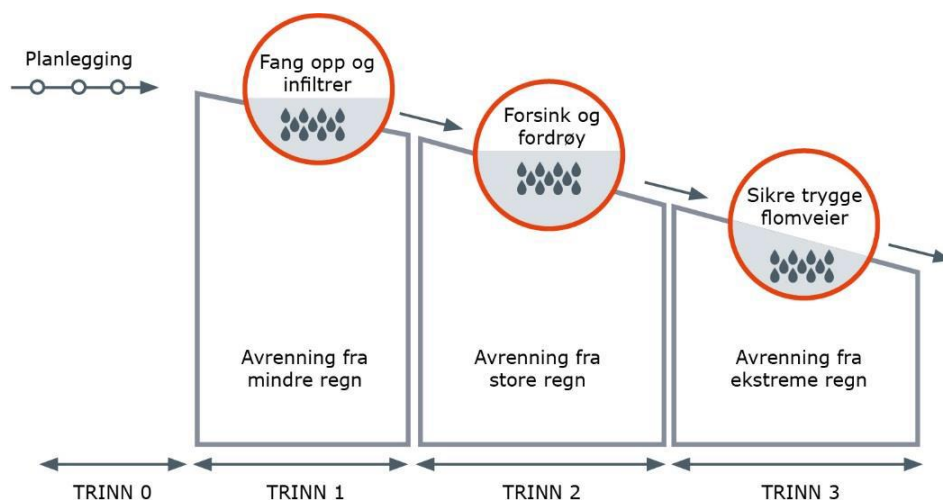 Planlegging
Fang opp og
infiltrer
Forsink og
fordrøy
Sikre trygge
flomveier
Avrenning fra
mindre regn
Avrenning fra
store regn
Avrenning fra
ekstreme regn
TRINN 0
TRINN 1
TRINN 2
TRINN 3